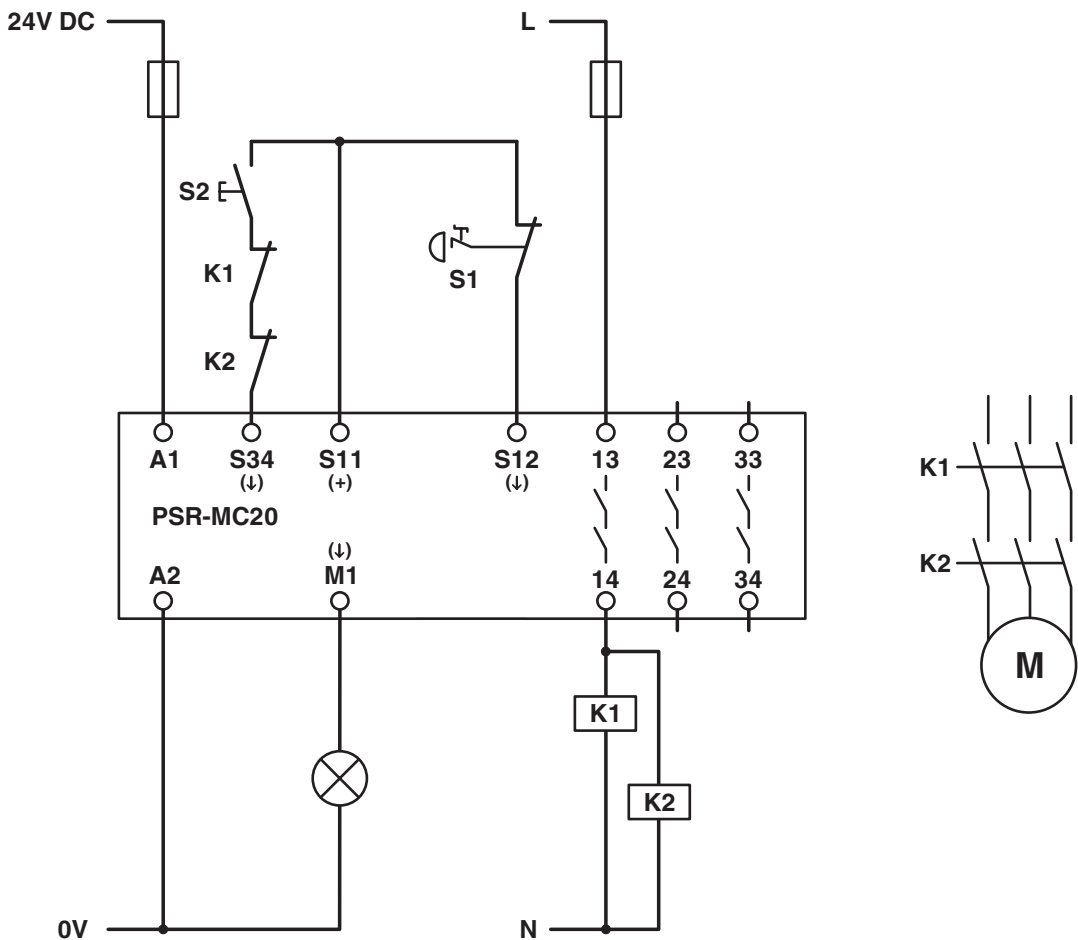 24V DC
L
S2
K1
S1
K2
A1 S34 S11 S12 13 23 33
(↓) (+) (↓)
PSR-MC20
(↓)
A2 M1 14 24 34
K1
K2
M
K1
K2
0V
N